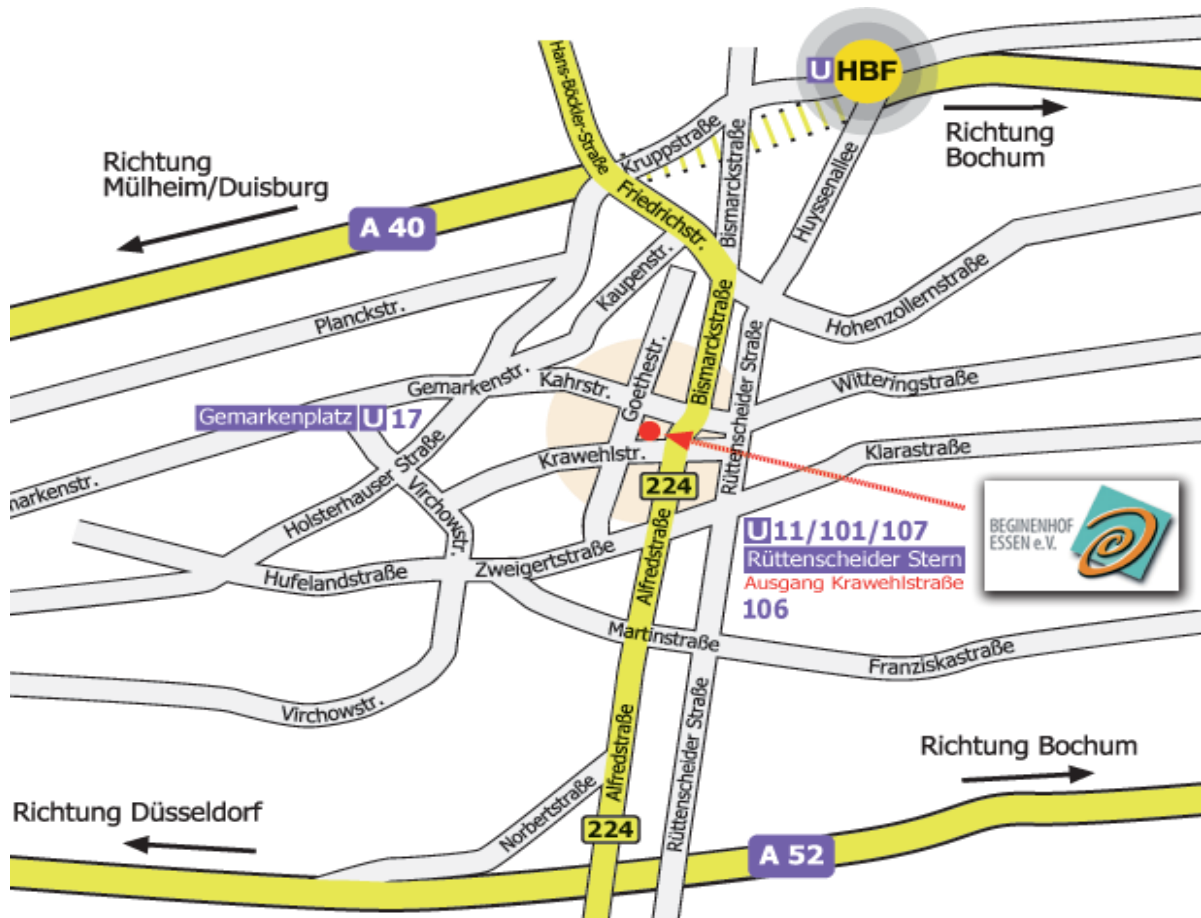 Hans-Böckler-Straße
U HBF
Richtung
Bochum
Richtung
Mülheim/Duisburg
A 40
Kruppstraße
Bismarckstraße
Huyssenallee
Friedrichstr.
Kaupenstr.
Planckstr.
Hohenzollernstraße
Goethestr.
Bismarckstraße
Rüttenscheider Straße
Gemarkenstr.
Kahrstr.
Witteringstraße
Gemarkenplatz U 17
Krawehlstr.
Klarastraße
224
markenstr.
Holsterhauser Straße
Virchowstr.
BEGINENHOF
ESSEN e.V.
U 11/101/107
Rüttenscheider Stern
Ausgang Krawehlstraße
106
Hufelandstraße
Zweigertstraße
Alfredstraße
Martinstraße
Franziskastraße
Virchowstr.
Rüttenscheider Straße
Alfredstraße
Richtung Bochum
Norbertstraße
Richtung Düsseldorf
224
A 52